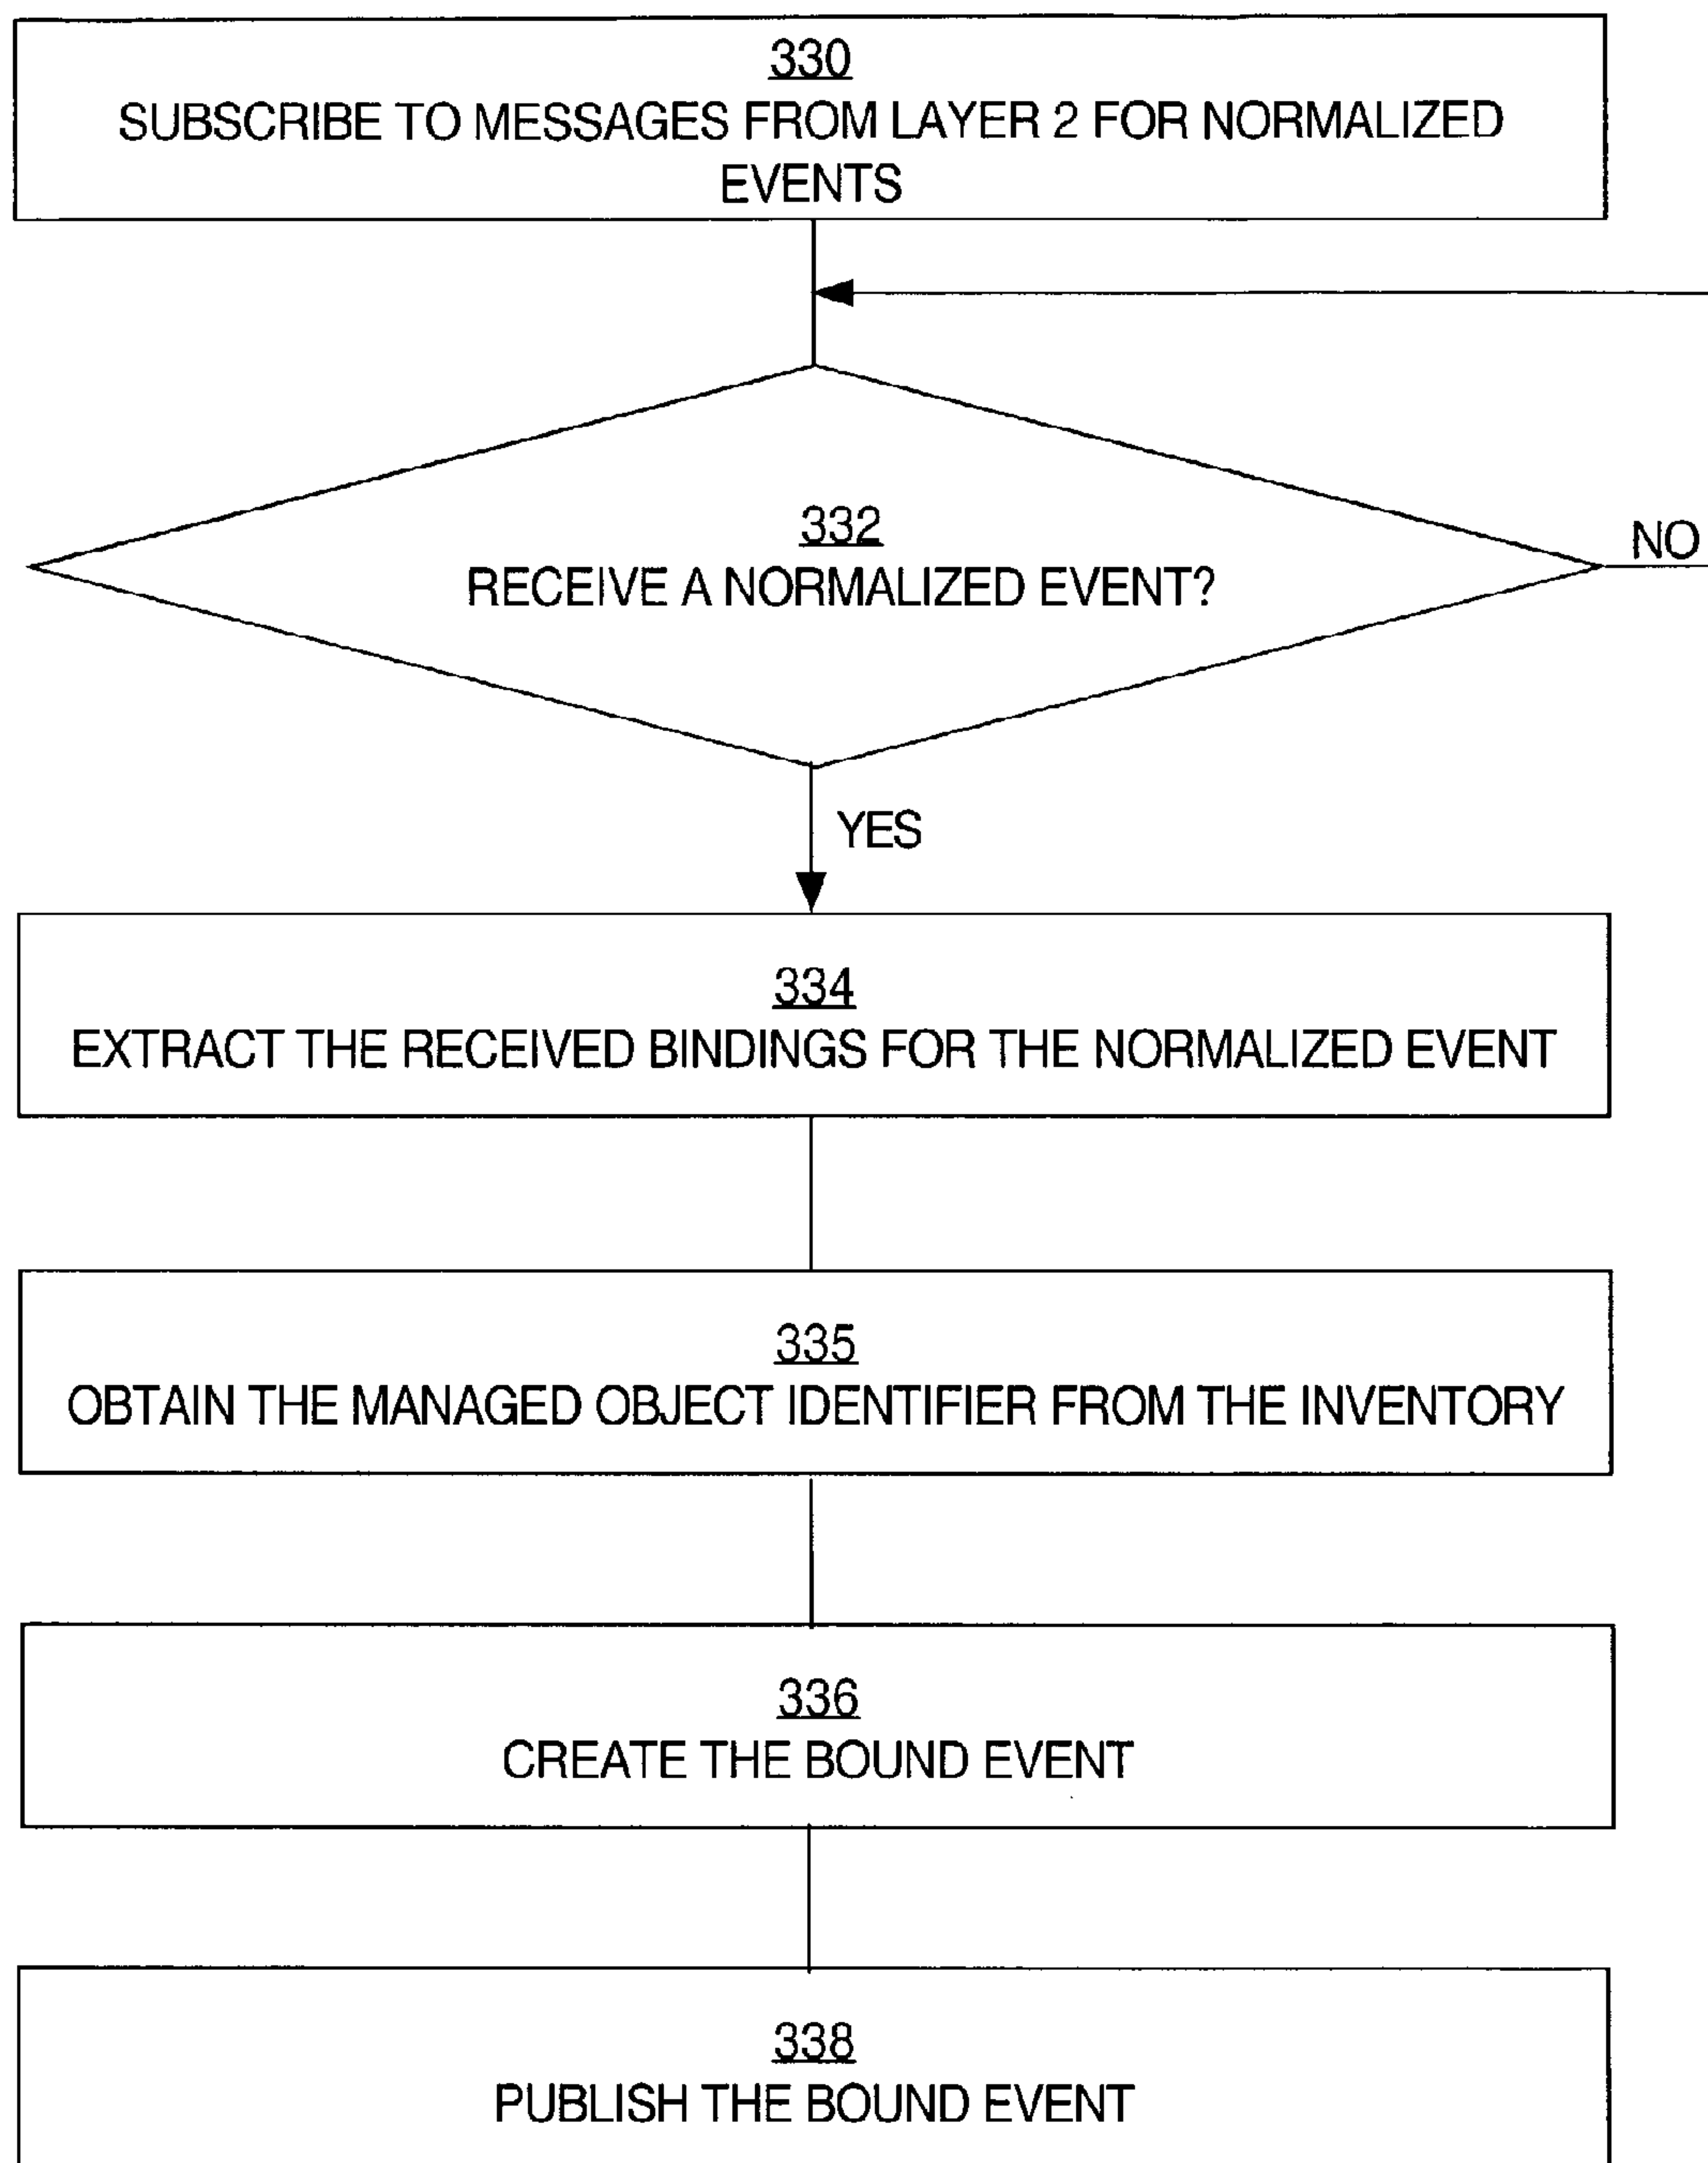 330
SUBSCRIBE TO MESSAGES FROM LAYER 2 FOR NORMALIZED
EVENTS
332
RECEIVE A NORMALIZED EVENT?
NO
YES
334
EXTRACT THE RECEIVED BINDINGS FOR THE NORMALIZED EVENT
335
OBTAIN THE MANAGED OBJECT IDENTIFIER FROM THE INVENTORY
336
CREATE THE BOUND EVENT
338
PUBLISH THE BOUND EVENT